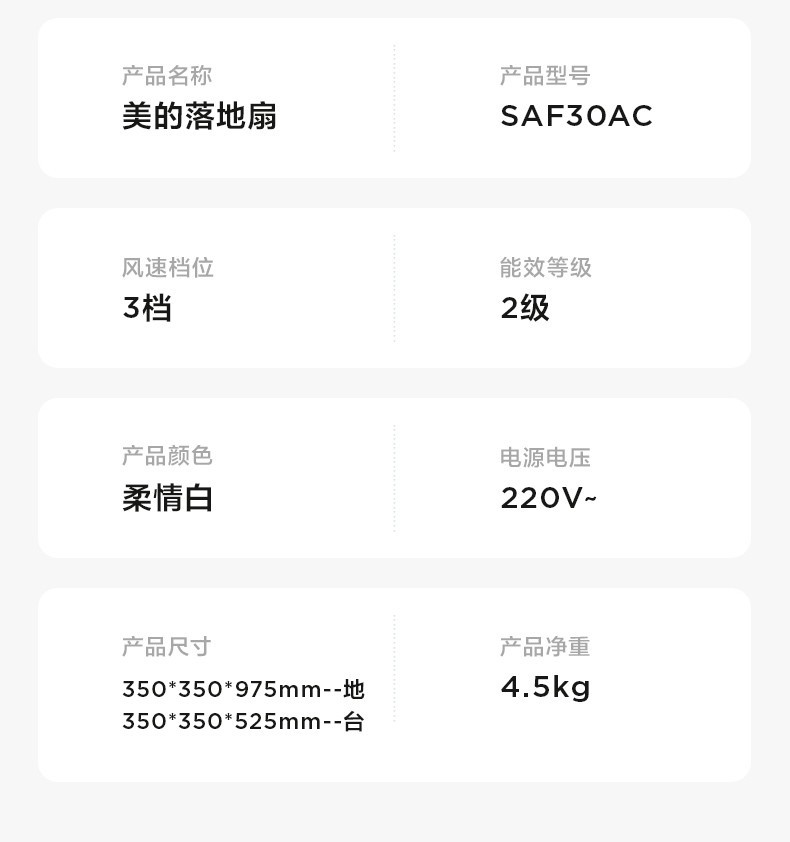 产品名称
美的落地扇
产品型号
SAF30AC
风速档位
3档
能效等级
2级
产品颜色
柔情白
电源电压
220V~
产品尺寸
350*350*975mm--地
350*350*525mm--台
产品净重
4.5kg